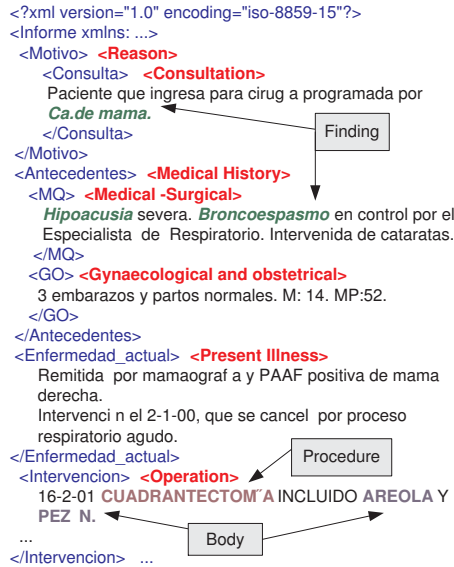 <?xml version="1.0" encoding="iso-8859-15"?>
<Informe xmlns: ...>
<Motivo> <Reason>
<Consulta> <Consultation>
Paciente que ingresa para cirug a programada por
Ca.de mama.
</Consulta>
Finding
</Motivo>
<Antecedentes> <Medical History>
<MQ> <Medical -Surgical>
Hipoacusia severa. Broncoespasmo en control por el
Especialista de Respiratorio. Intervenida de cataratas.
</MQ>
<GO> <Gynaecological and obstetrical>
3 embarazos y partos normales. M: 14. MP:52.
</GO>
</Antecedentes>
<Enfermedad_actual> <Present Illness>
Remitida por mamaograf a y PAAF positiva de mama
derecha.
Intervenci n el 2-1-00, que se cancel por proceso
respiratorio agudo.
</Enfermedad_actual>
Procedure
<Intervencion> <Operation>
16-2-01 CUADRANTECTOM˝A INCLUIDO AREOLA Y
PEZ N.
Body
...
</Intervencion> ...